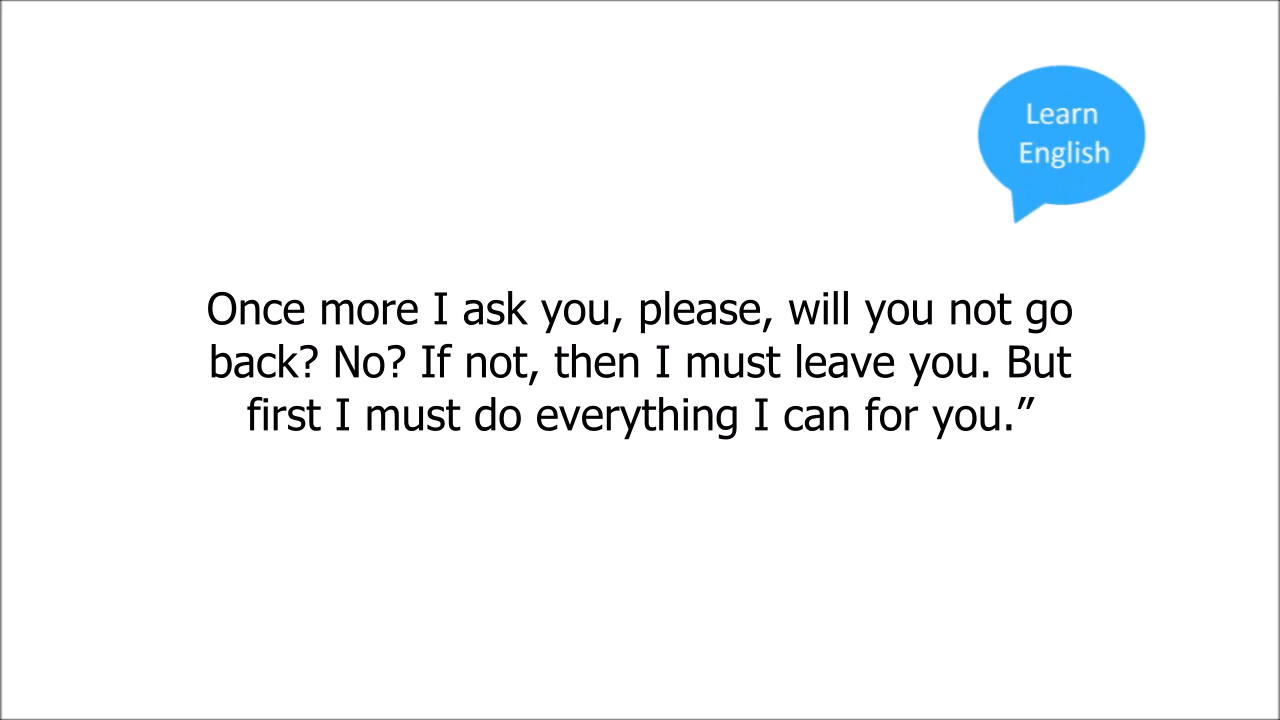 Learn
English
Once more I ask you, please, will you not go
back? No? If not, then I must leave you. But
first I must do everything I can for you.”